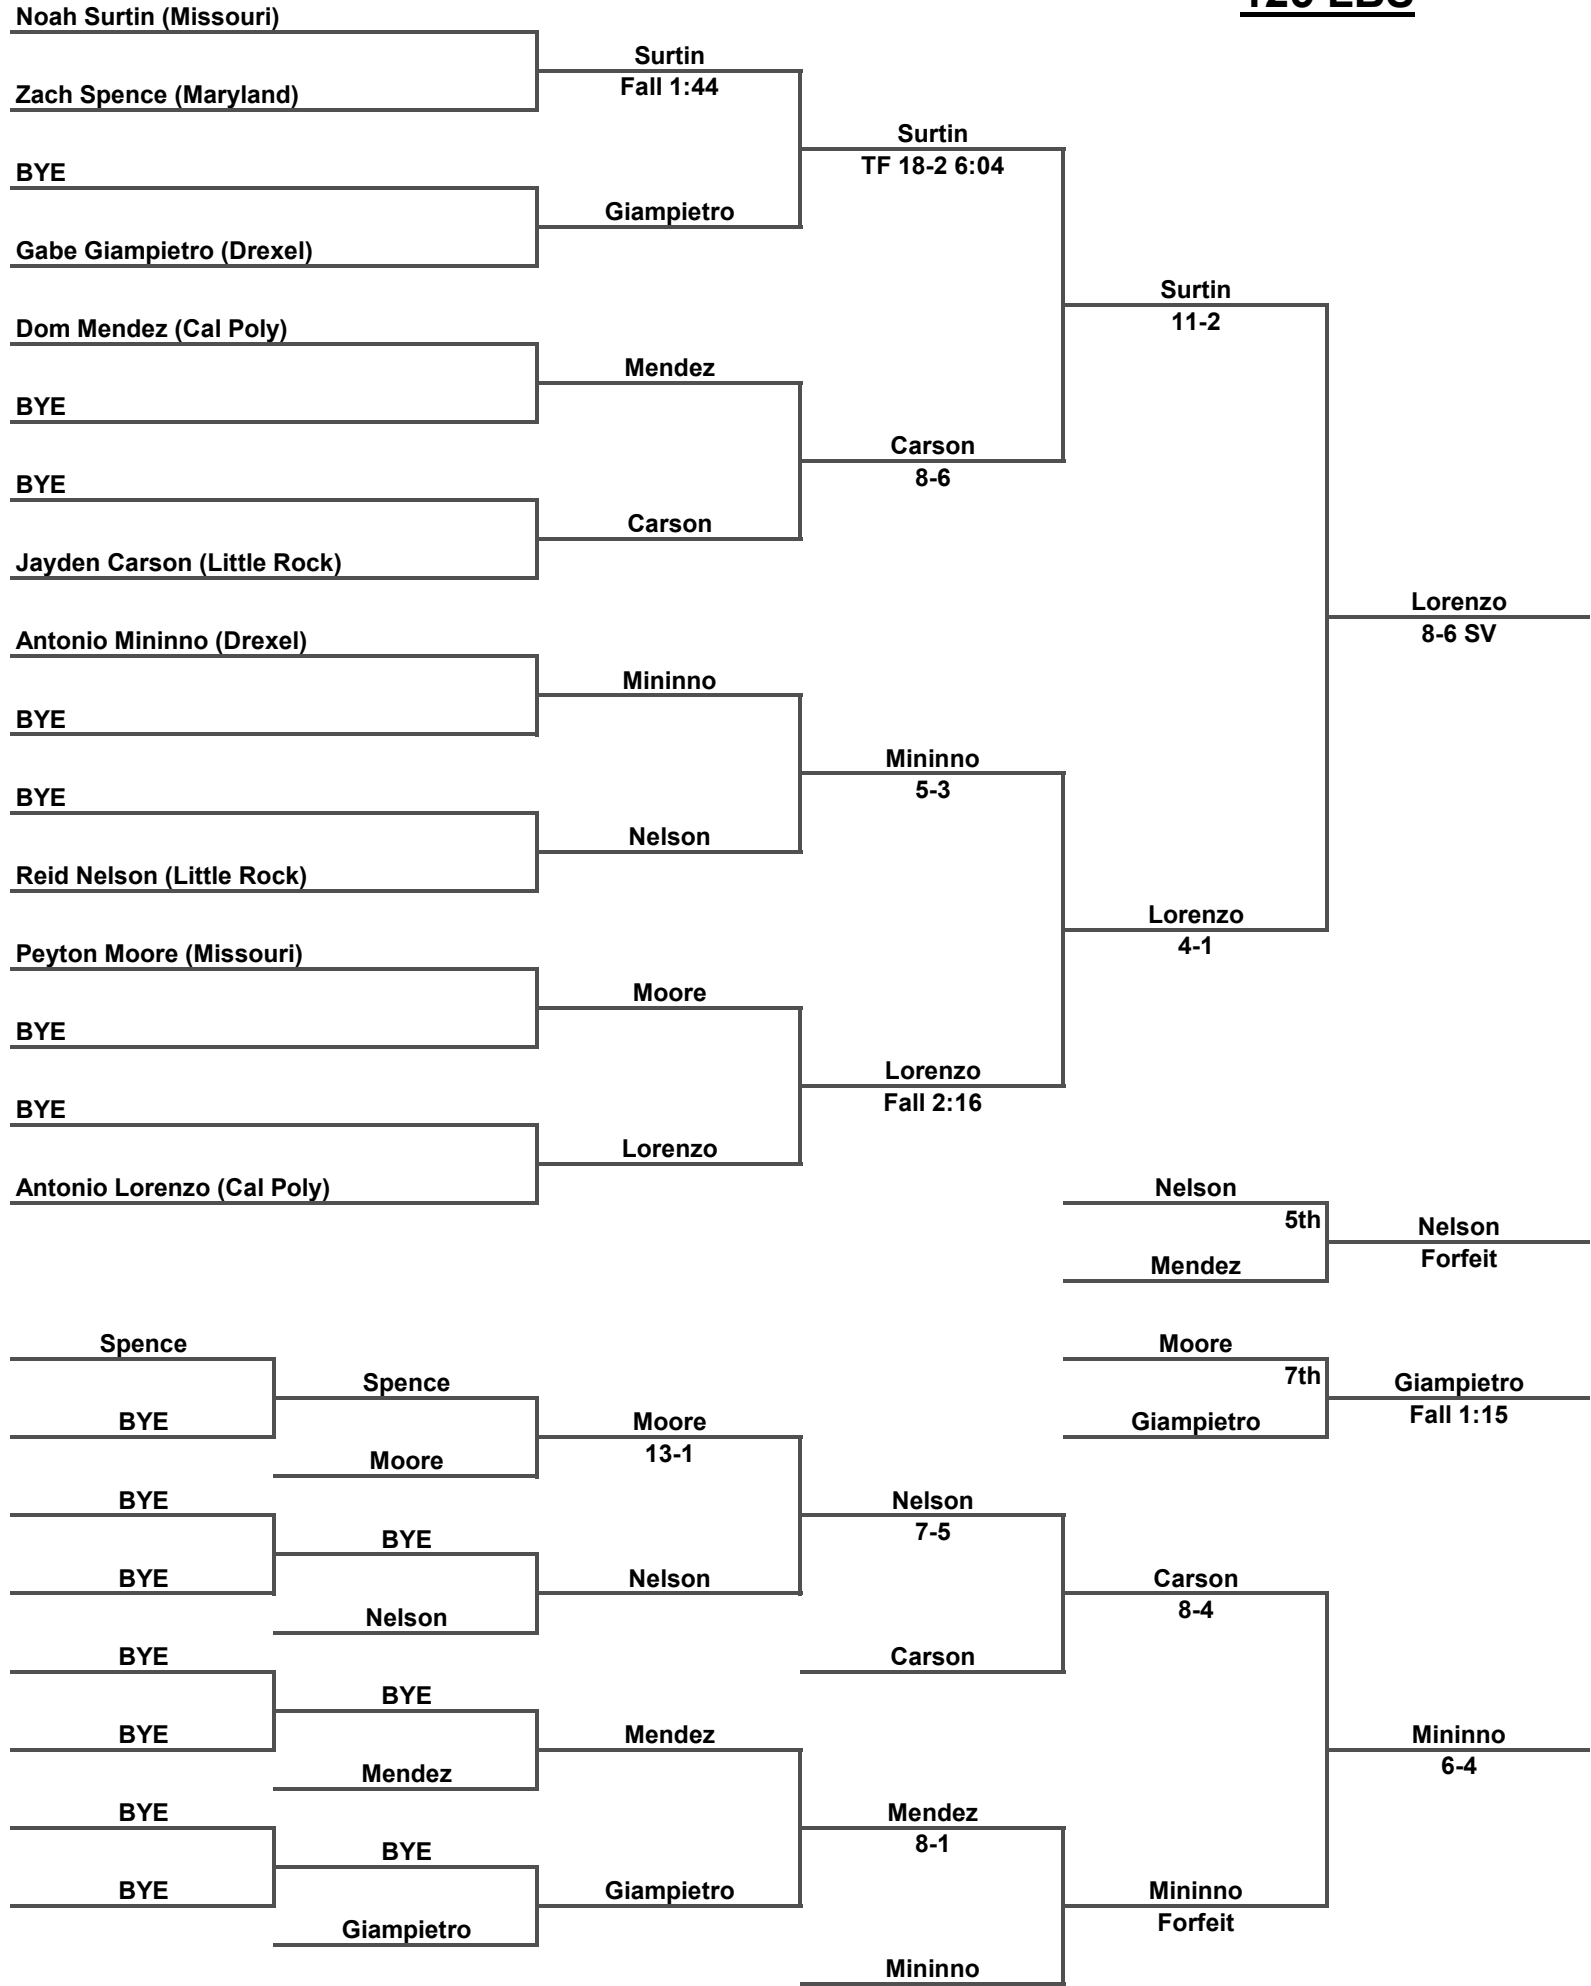 Noah Surtin (Missouri)
Surtin
Zach Spence (Maryland)
Fall 1:44
Surtin
BYE
TF 18-2 6:04
Giampietro
Gabe Giampietro (Drexel)
Surtin
Dom Mendez (Cal Poly)
11-2
Mendez
BYE
Carson
BYE
8-6
Carson
Jayden Carson (Little Rock)
Lorenzo
Antonio Mininno (Drexel)
8-6 SV
Mininno
BYE
Mininno
BYE
5-3
Nelson
Reid Nelson (Little Rock)
Lorenzo
Peyton Moore (Missouri)
4-1
Moore
BYE
Lorenzo
BYE
Fall 2:16
Lorenzo
Antonio Lorenzo (Cal Poly)
Nelson
5th
Nelson
Mendez
Forfeit
Spence
Moore
Spence
7th
Giampietro
BYE
Moore
Giampietro
Fall 1:15
Moore
13-1
BYE
Nelson
BYE
7-5
BYE
Nelson
Carson
Nelson
8-4
BYE
Carson
BYE
BYE
Mendez
Mininno
Mendez
6-4
BYE
Mendez
BYE
8-1
BYE
Giampietro
Mininno
Giampietro
Forfeit
Mininno